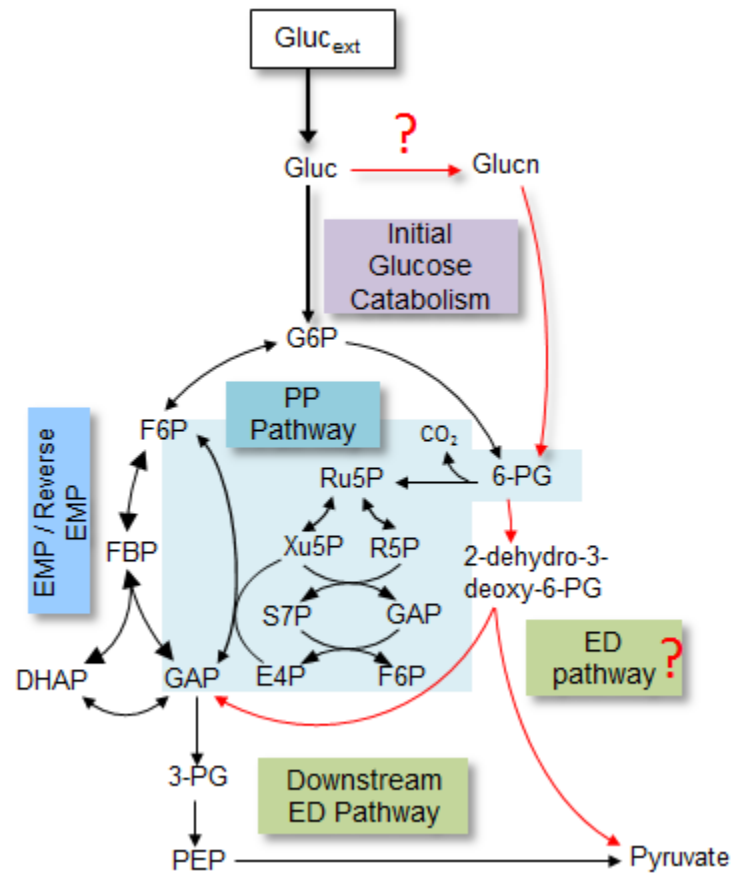 Gluc_ext
?
Gluc
Glucn
Initial
Glucose
Catabolism
G6P
PP
Pathway
F6P
CO₂
6-PG
Ru5P
EMP / Reverse
EMP
FBP
Xu5P
R5P
2-dehydro-3-
deoxy-6-PG
S7P
GAP
ED
pathway ?
DHAP
GAP
E4P
F6P
3-PG
Downstream
ED Pathway
PEP
Pyruvate